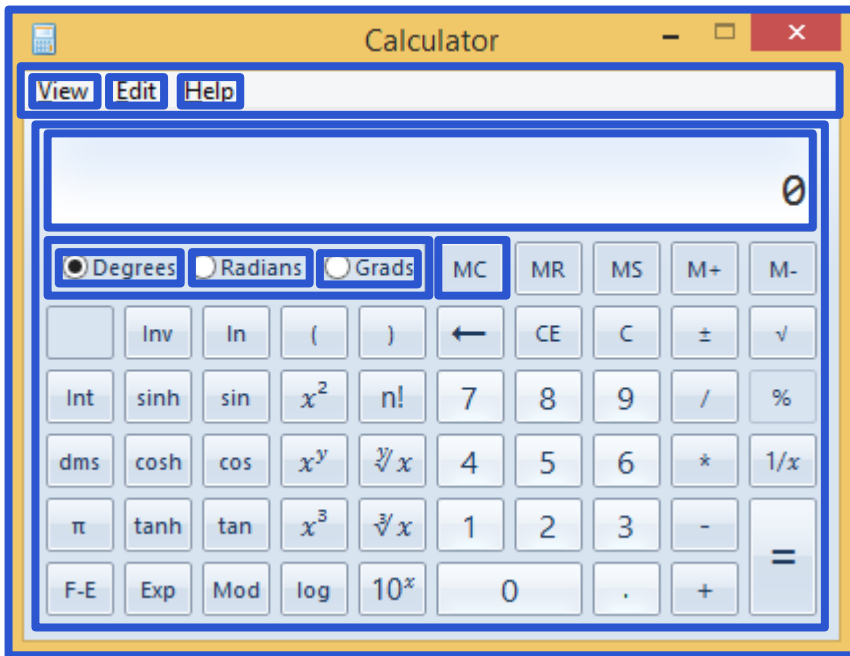 Calculator
View Edit Help
0
Degrees Radians Grads MC MR MS M+ M-
Inv In ( ) ← CE C ± √
Int sinh sin x² n! 7 8 9 / %
dms cosh cos xʸ ʸ√x 4 5 6 * 1/x
π tanh tan x³ ³√x 1 2 3 - =
F-E Exp Mod log 10ˣ 0 . +